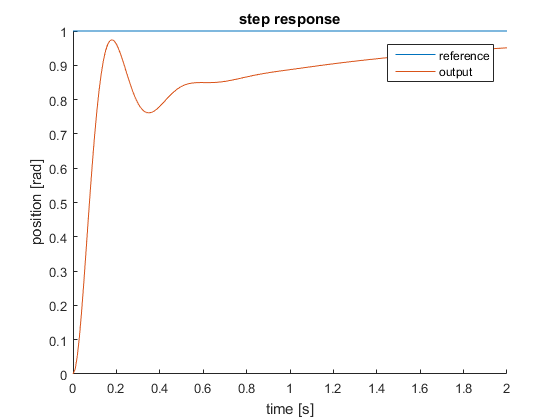 step response
1
0.9
0.8
0.7
0.6
0.5
0.4
0.3
0.2
0.1
0
position [rad]
reference
output
0 0.2 0.4 0.6 0.8 1 1.2 1.4 1.6 1.8 2
time [s]